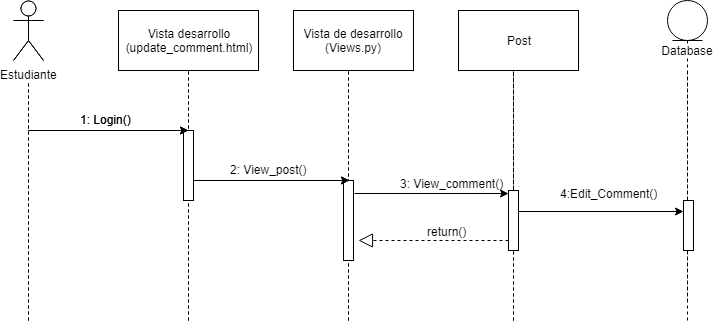 Estudiante
Vista desarrollo
(update_comment.html)
Vista de desarrollo
(Views.py)
Post
Database
1: Login()
2: View_post()
3: View_comment()
4:Edit_Comment()
return()